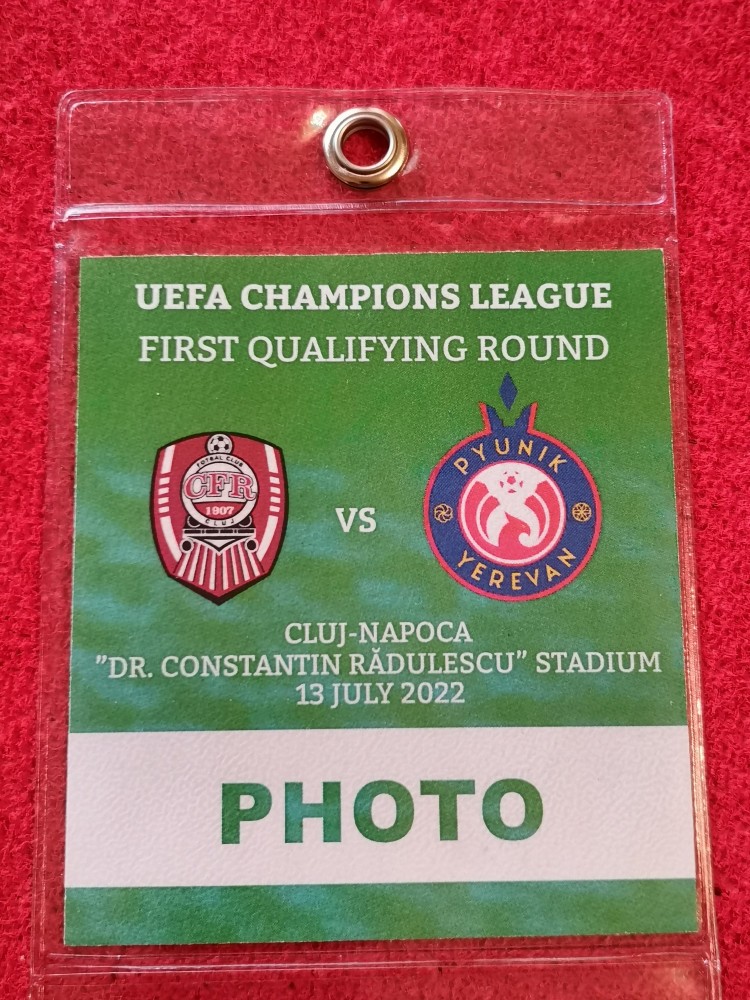 UEFA CHAMPIONS LEAGUE
FIRST QUALIFYING ROUND
FOTBAL CLUB
CFR
1907
CLUJ
VS
PYUNIK
YEREVAN
CLUJ-NAPOCA
”DR. CONSTANTIN RĂDULESCU” STADIUM
13 JULY 2022
PHOTO